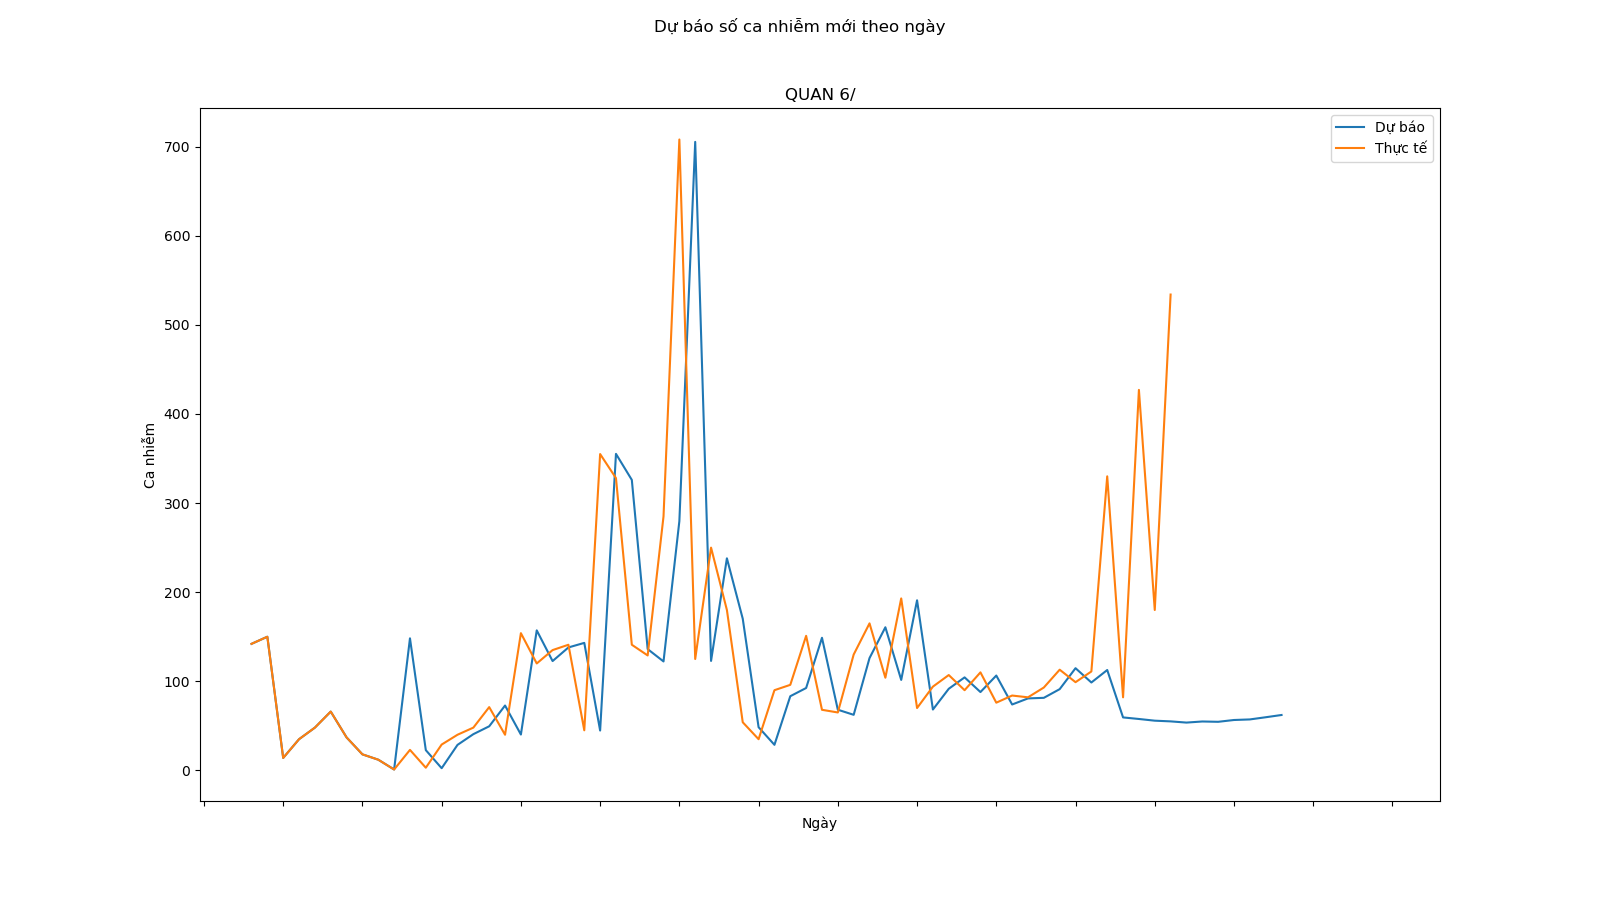 Dự báo số ca nhiễm mới theo ngày
QUAN 6/
Dự báo
Thực tế
700
600
500
400
300
200
100
0
Ca nhiễm
Ngày